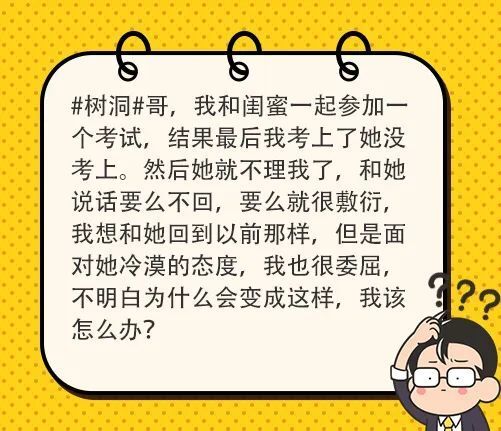 #树洞#哥，我和闺蜜一起参加一
个考试，结果最后我考上了她没
考上。然后她就不理我了，和她
说话要么不回，要么就很敷衍，
我想和她回到以前那样，但是面
对她冷漠的态度，我也很委屈，
不明白为什么会变成这样，我该
怎么办？
???